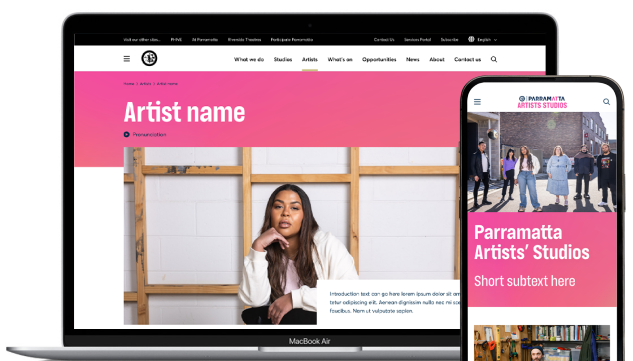 Visit our other sites...
PHIVE
At Parramatta
Riverside Theatres
Participate Parramatta
Contact Us
Services Portal
Subscribe
English
What we do
Studios
Artists
What's on
Opportunities
News
About
Contact us
Home / Artists / Artist name
Artist name
Pronunciation
Introduction text can go here lorem ipsum dolor sit am
tetur adipiscing elit. Aenean dignissim nulla nec mi sce
faucibus. Nam ut vulputate sapien.
MacBook Air
PARRAMATTA
ARTISTS STUDIOS
Parramatta
Artists' Studios
Short subtext here